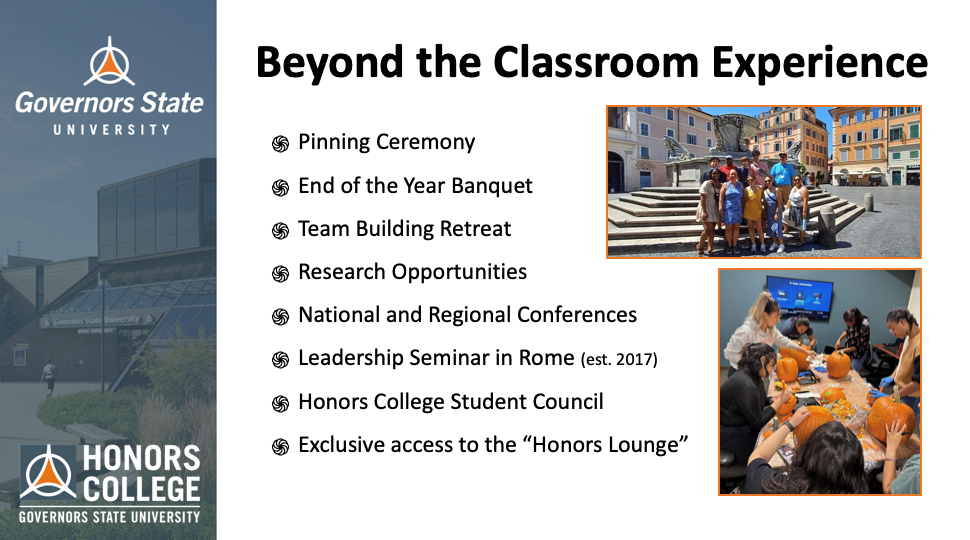 Governors State
UNIVERSITY
Beyond the Classroom Experience
Pinning Ceremony
End of the Year Banquet
Team Building Retreat
Research Opportunities
National and Regional Conferences
Leadership Seminar in Rome (est. 2017)
Honors College Student Council
Exclusive access to the “Honors Lounge”
Governors State University
HONORS
COLLEGE
GOVERNORS STATE UNIVERSITY